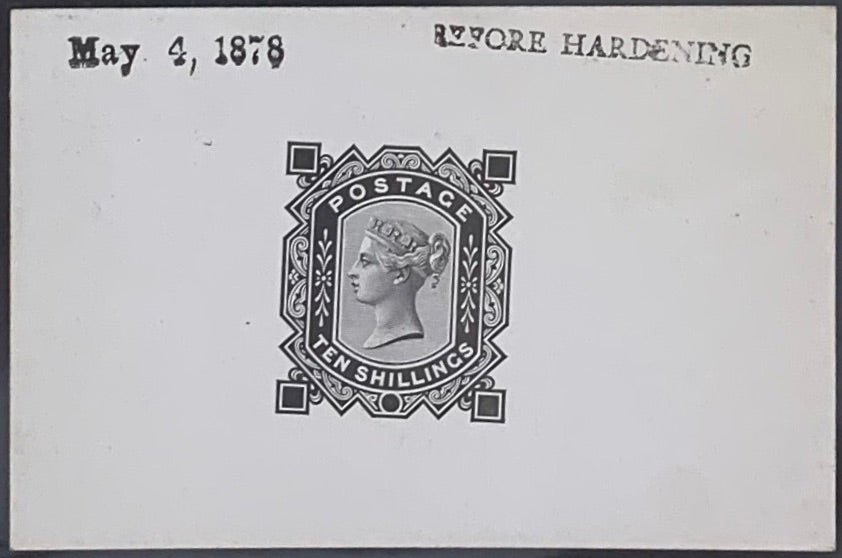 May 4, 1878
BEFORE HARDENING
POSTAGE
TEN SHILLINGS